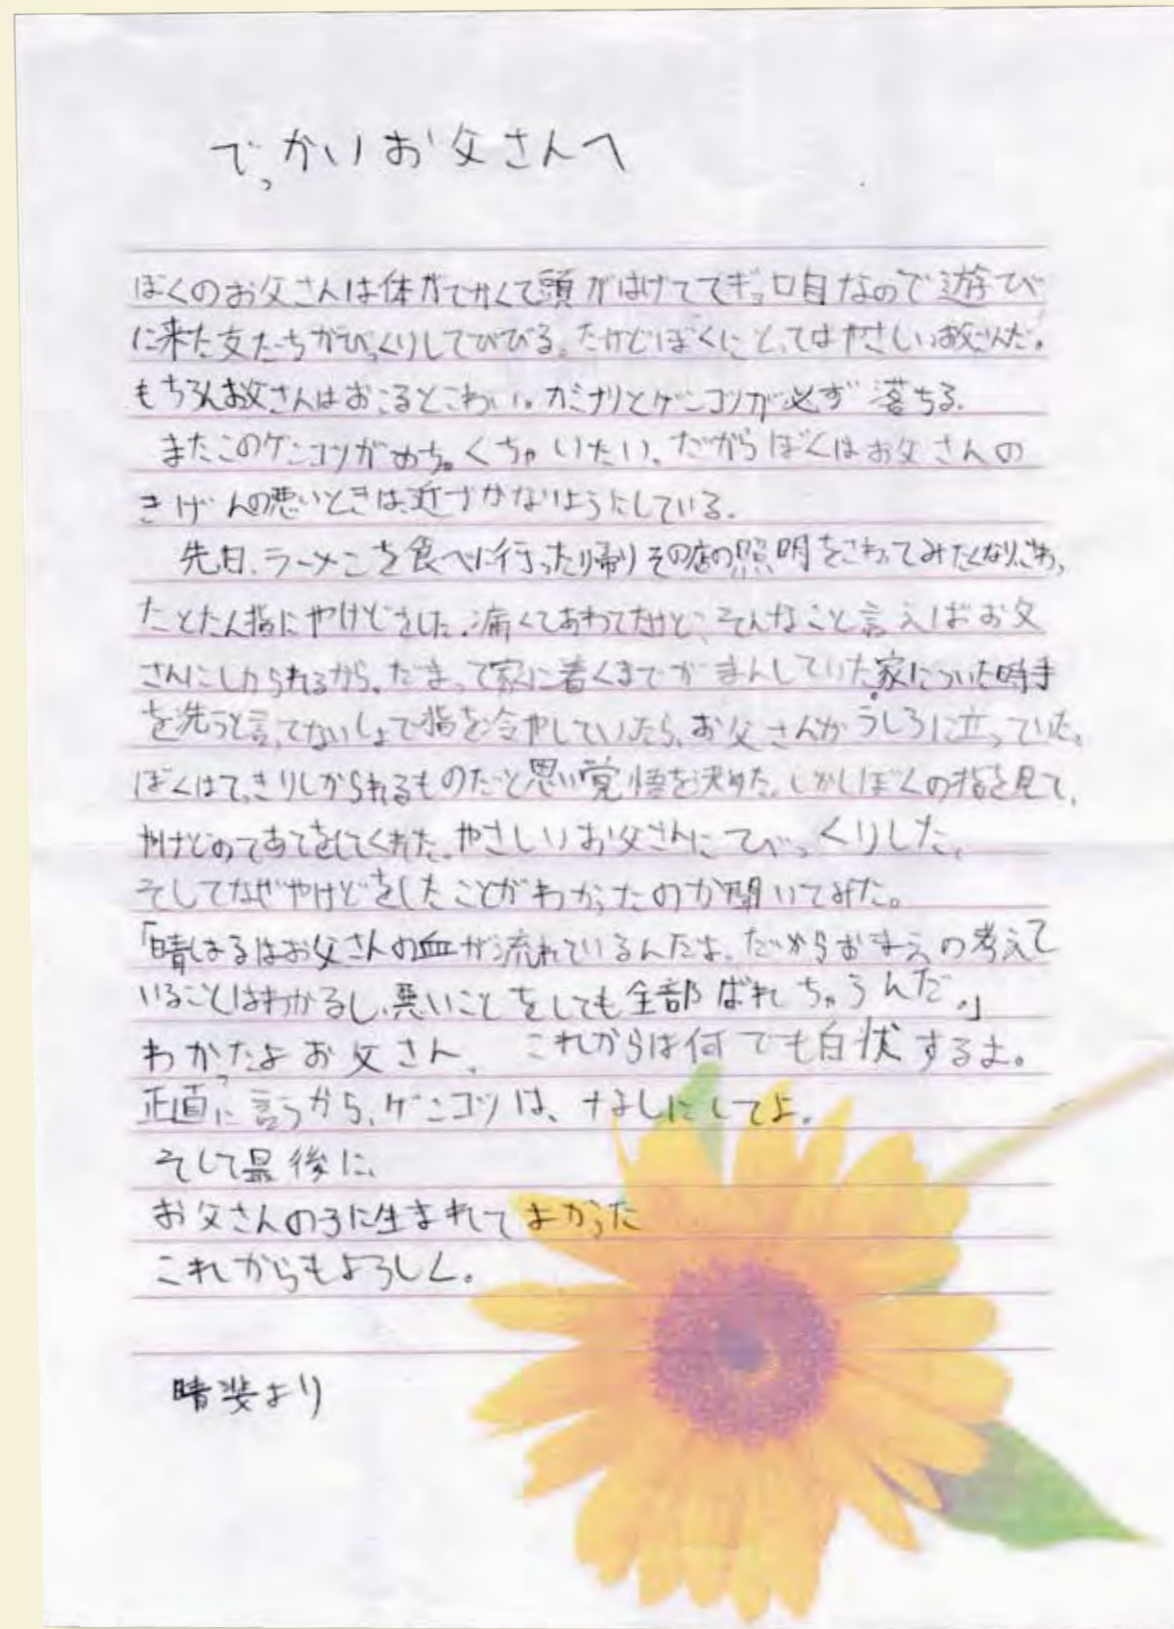 でっかいお父さんへ
ぼくのお父さんは体がでかくて頭がはげててギョロ目なので遊び
に来た友たちがびっくりしてびびる。だけどぼくにとってはやさしいお父さんだ。
もちろんお父さんはおこるとこわい。カミナリとゲンコツが必ず落ちる。
またこのゲンコツがめちゃくちゃいたい。だからぼくはお父さんの
きげんの悪いときは、近づかないようにしている。
先日、ラーメンを食べに行ったり帰りその店の照明をさわってみたくなり、さわっ
たとたん指にやけどをした。痛くてあわてたけど、そんなこと言えばお父
さんにしかられるから、だまって家に着くまでがまんしていた。家についた時手
を洗うと言ってないしょで指を冷やしていたら、お父さんがうしろに立っていた。
ぼくはてっきりしかられるものだと思い覚悟を決めた。しかしぼくの指を見て、
やけどのてあてをしてくれた。やさしいお父さんにてびっくりした。
そしてなぜやけどをしたことがわかったのか聞いてみた。
「晴しまるはお父さんの血が流れているんだよ。だからおまえの考えて
いることはわかるし、悪いことをしても全部ばれちゃうんだ。」
わかったよお父さん。これからは何でも白状するよ。
正直に言うから、ゲンコツは、なしにしてよ。
そして最後に、
お父さんの子に生まれてよかった
これからもよろしく。
晴斐より